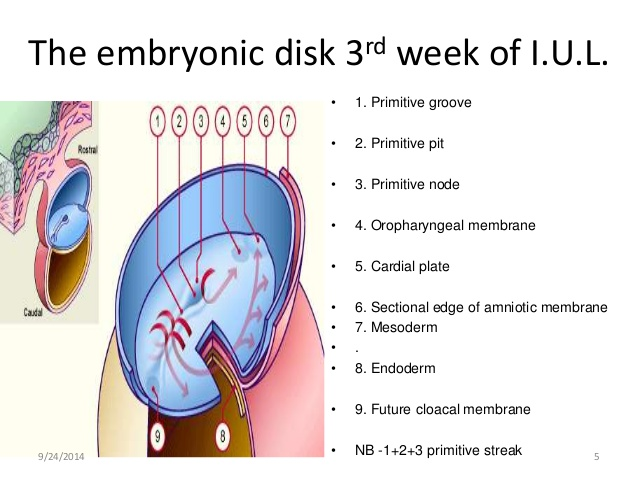 The embryonic disk 3rd week of I.U.L.
Rostral
Caudal
1 2 3 4 5 6 7
9 8
• 1. Primitive groove
• 2. Primitive pit
• 3. Primitive node
• 4. Oropharyngeal membrane
• 5. Cardial plate
• 6. Sectional edge of amniotic membrane
• 7. Mesoderm
• .
• 8. Endoderm
• 9. Future cloacal membrane
• NB -1+2+3 primitive streak
9/24/2014
5